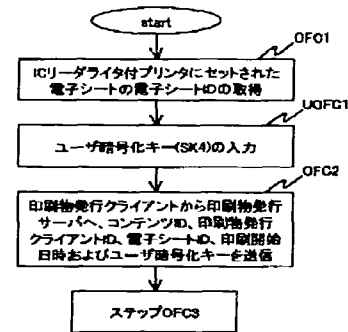 start
OFC1
ICリーダライタ付プリンタにセットされた
電子シートの電子シートIDの取得
UOFC1
ユーザ暗号化キー(SK4)の入力
OFC2
印刷物発行クライアントから印刷物発行
サーバへ、コンテンツID、印刷物発行
クライアントID、電子シートID、印刷開始
日時およびユーザ暗号化キーを送信
ステップOFC3